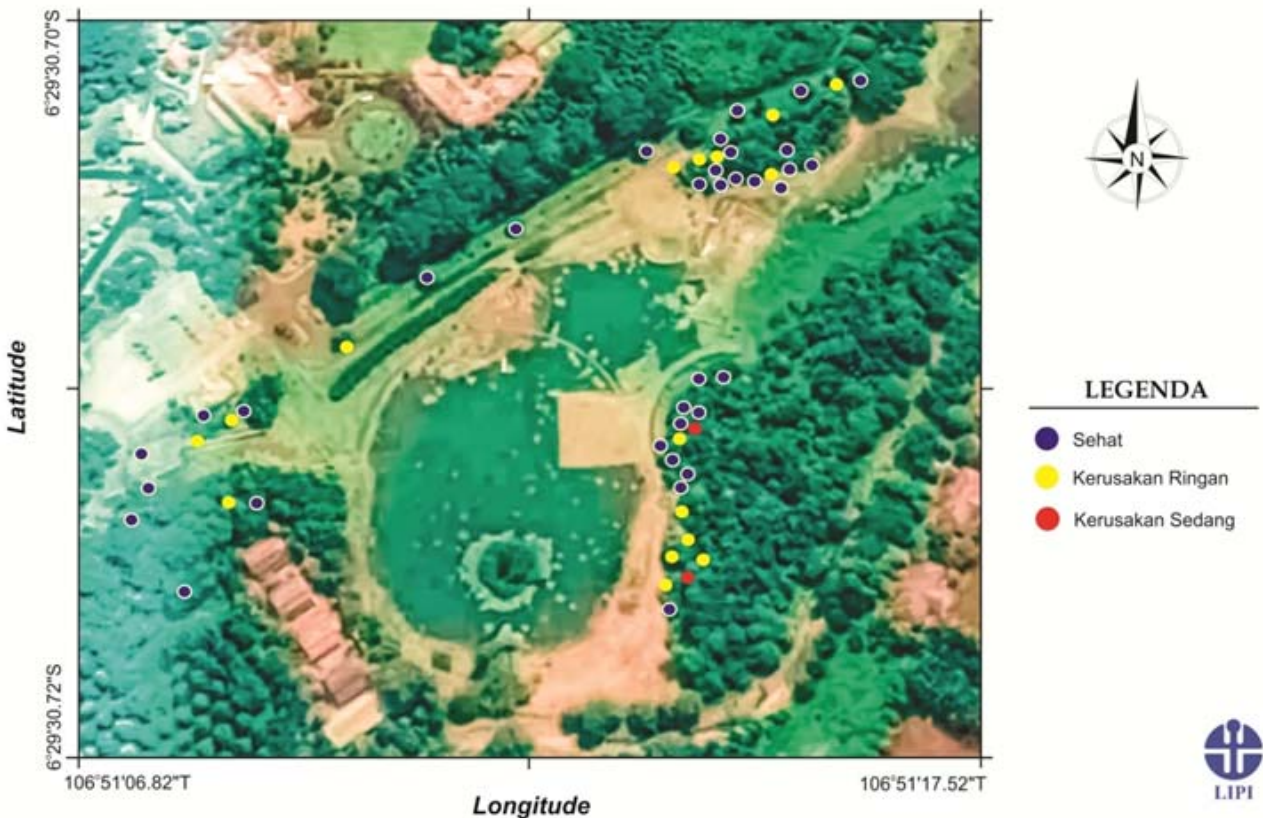 6°29'30.70"S
Latitude
6°29'30.72"S
106°51'06.82"T
106°51'17.52"T
Longitude
N
LEGENDA
Sehat
Kerusakan Ringan
Kerusakan Sedang
LIPI